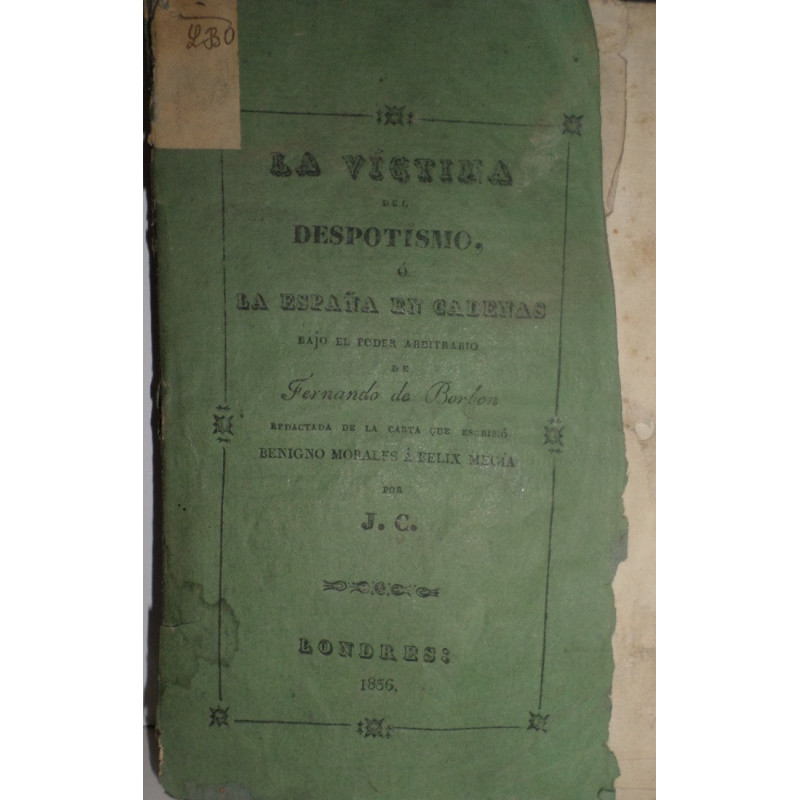 LBO
LA VÍCTIMA
DEL
DESPOTISMO,
Ó
LA ESPAÑA EN CADENAS
BAJO EL PODER ARBITRARIO
DE
Fernando de Borbon
REDACTADA DE LA CARTA QUE ESCRIBIÓ
BENIGNO MORALES Á FELIX MEGÍA
POR
J. C.
LONDRES:
1836.